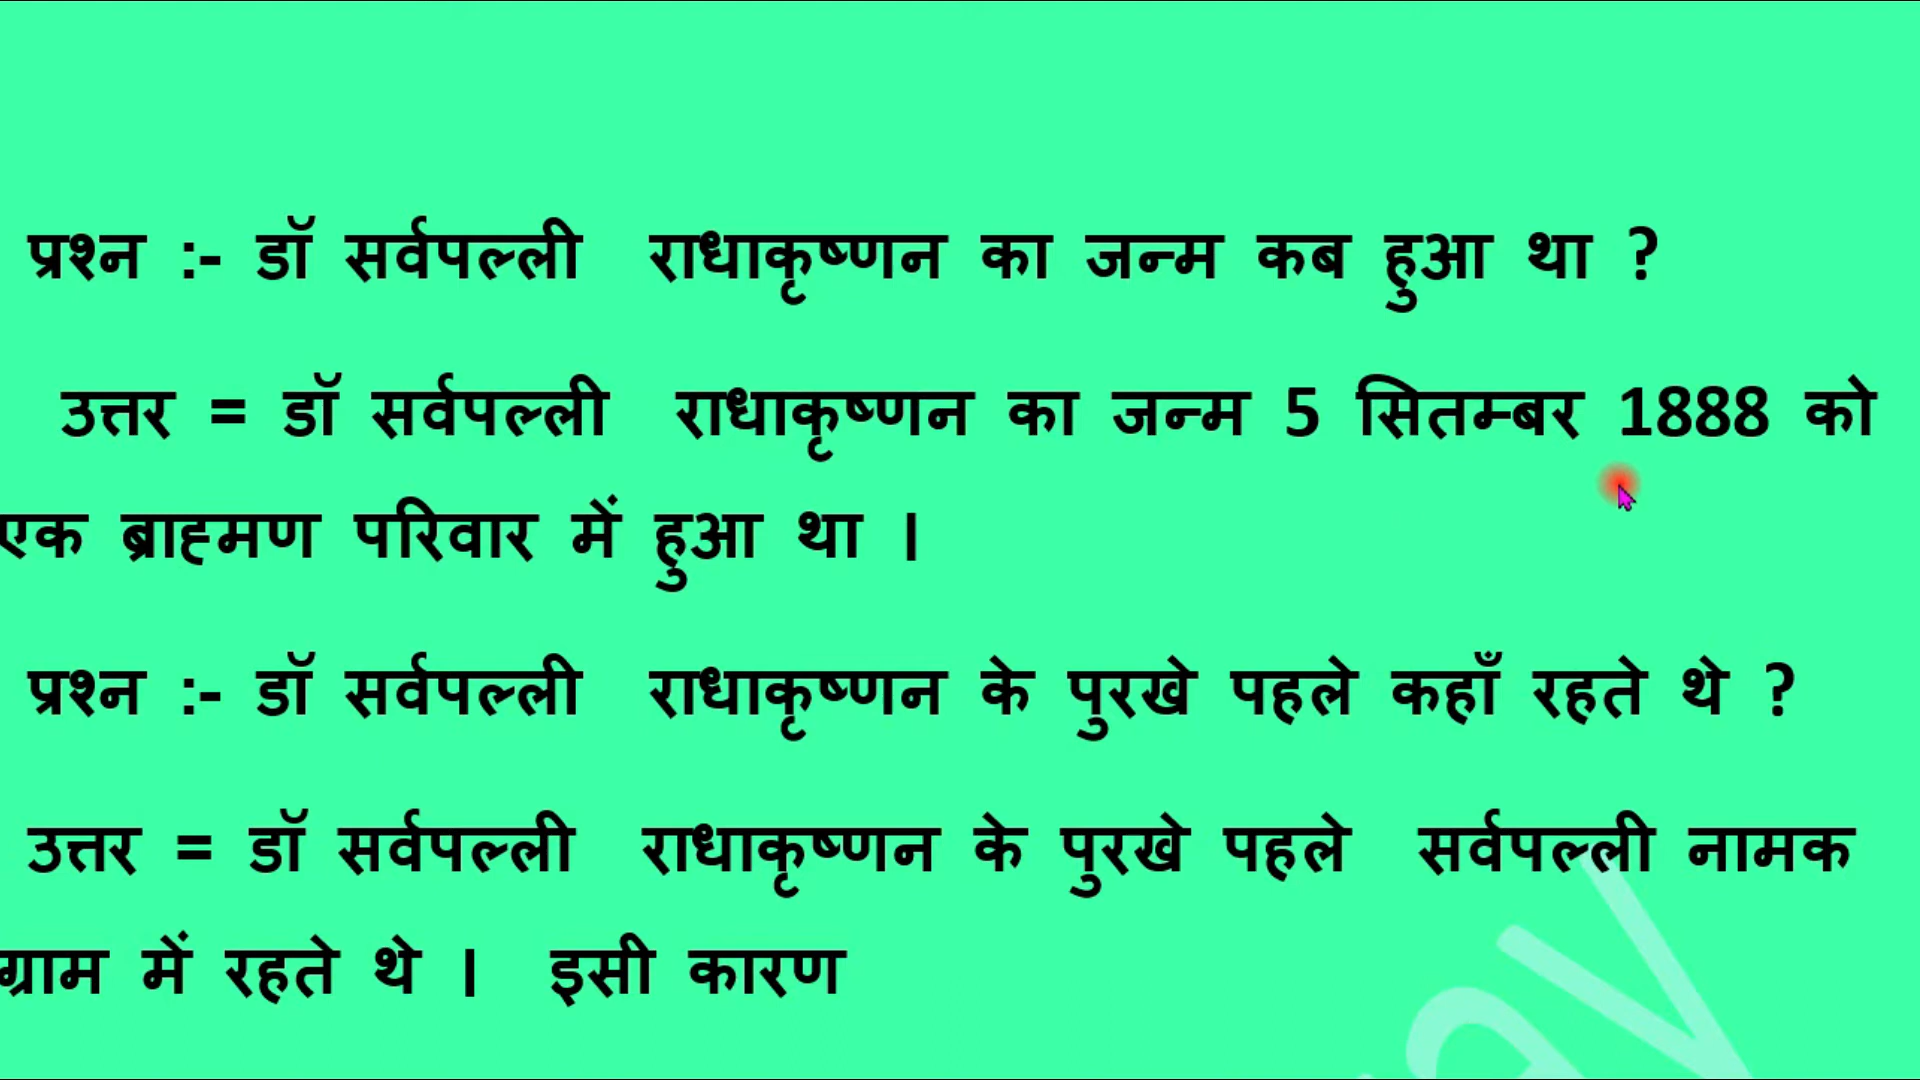 प्रश्न :- डॉ सर्वपल्ली राधाकृष्णन का जन्म कब हुआ था ?
उत्तर = डॉ सर्वपल्ली राधाकृष्णन का जन्म 5 सितम्बर 1888 को
एक ब्राह्मण परिवार में हुआ था ।
प्रश्न :- डॉ सर्वपल्ली राधाकृष्णन के पुरखे पहले कहाँ रहते थे ?
उत्तर = डॉ सर्वपल्ली राधाकृष्णन के पुरखे पहले सर्वपल्ली नामक
ग्राम में रहते थे । इसी कारण
av